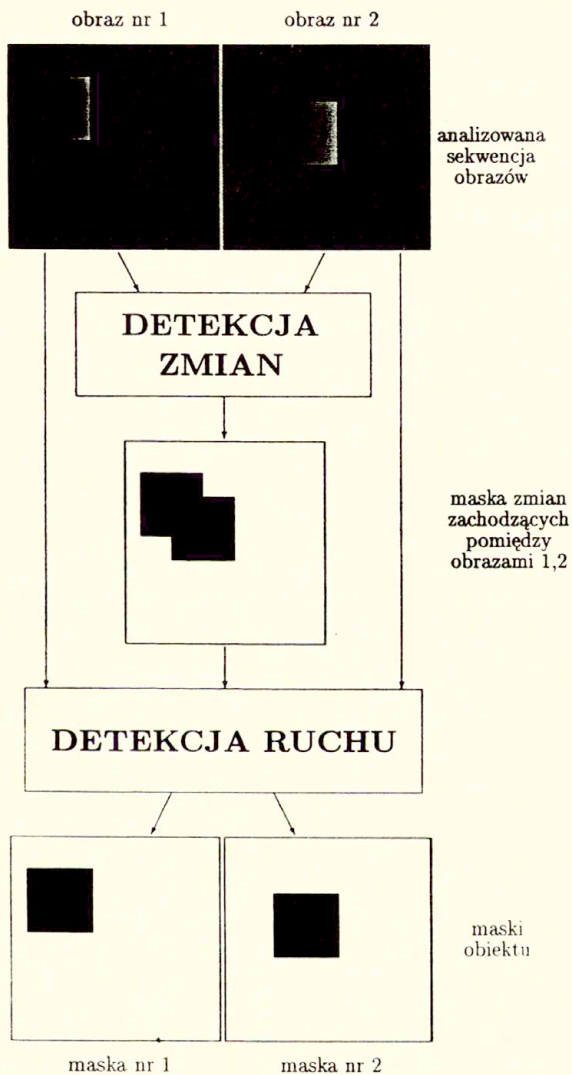 obraz nr 1
obraz nr 2
analizowana
sekwencja
obrazów
DETEKCJA
ZMIAN
maska zmian
zachodzących
pomiędzy
obrazami 1,2
DETEKCJA RUCHU
maski
obiektu
maska nr 1
maska nr 2